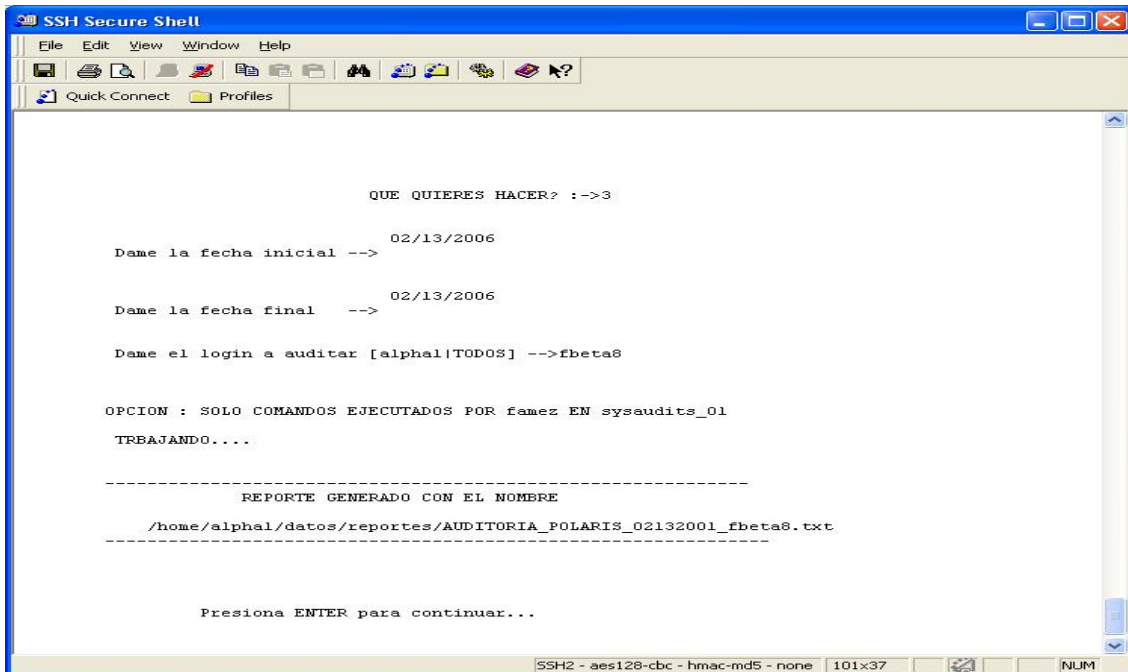 SSH Secure Shell
File Edit View Window Help
Quick Connect Profiles
QUE QUIERES HACER? :->3
02/13/2006
Dame la fecha inicial -->
02/13/2006
Dame la fecha final -->
Dame el login a auditar [alphal|TODOS] -->fbeta8
OPCION : SOLO COMANDOS EJECUTADOS POR famez EN sysaudits_01
TRBAJANDO....
---------------------------------------------------------------
REPORTE GENERADO CON EL NOMBRE
/home/alphal/datos/reportes/AUDITORIA_POLARIS_02132001_fbeta8.txt
-----------------------------------------------------------------
Presiona ENTER para continuar...
SSH2 - aes128-cbc - hmac-md5 - none 101x37 NUM